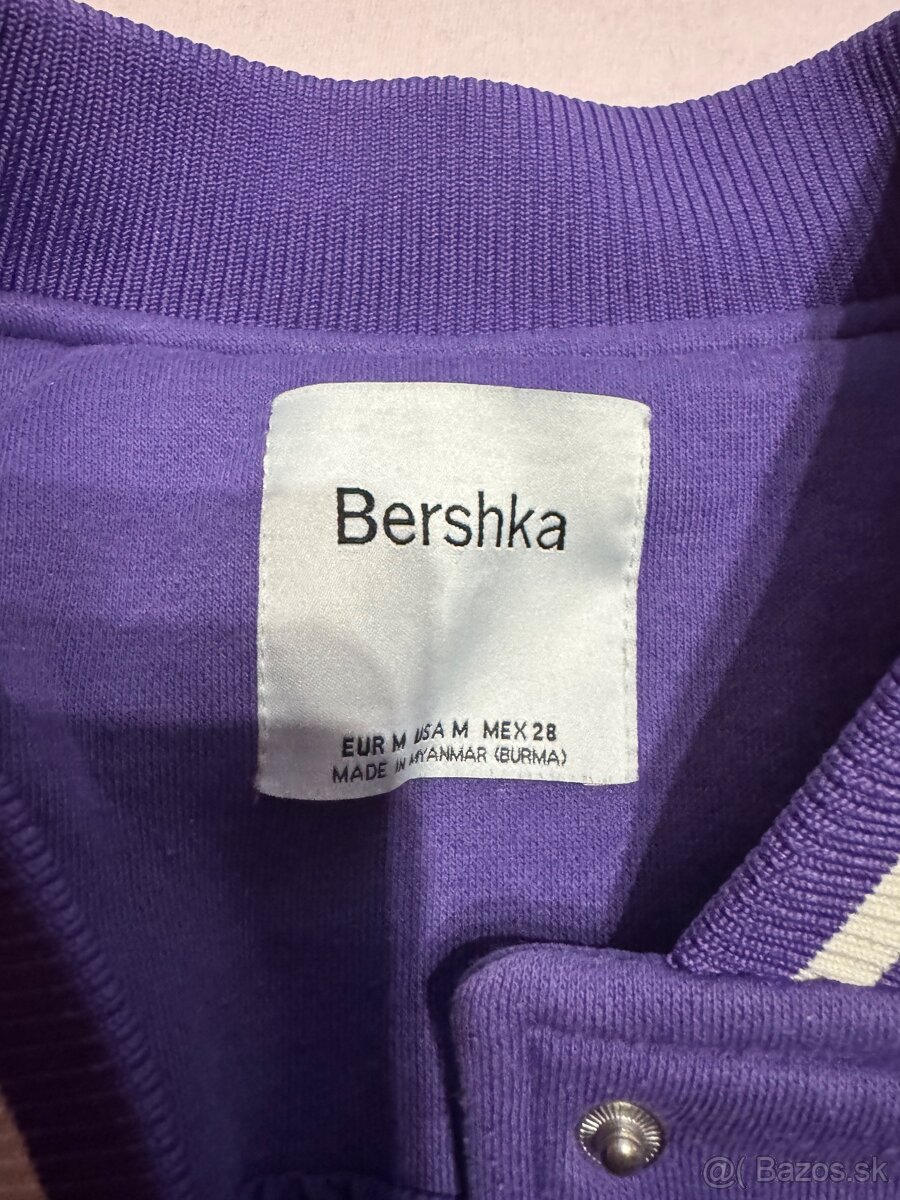 Bershka
EUR M USA M MEX 28
MADE IN MYANMAR (BURMA)
@( Bazos.sk